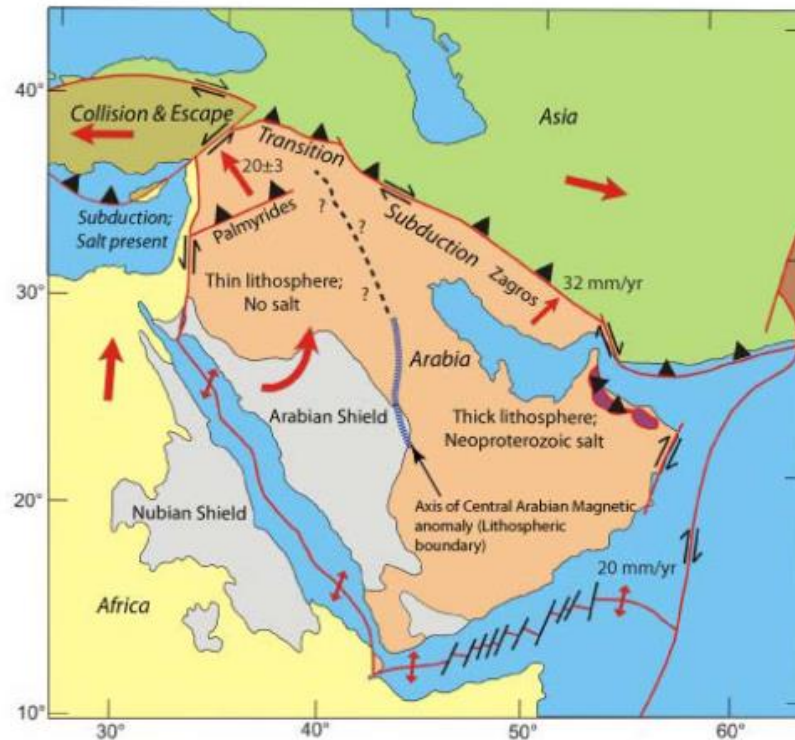 40°
Collision & Escape
Asia
Transition
20±3
Subduction;
Salt present
Palmyrides
?
?
Subduction
Zagros
32 mm/yr
30°
Thin lithosphere;
No salt
?
Arabia
Arabian Shield
Thick lithosphere;
Neoproterozoic salt
20°
Nubian Shield
Axis of Central Arabian Magnetic
anomaly (Lithospheric
boundary)
20 mm/yr
Africa
10°
30°
40°
50°
60°